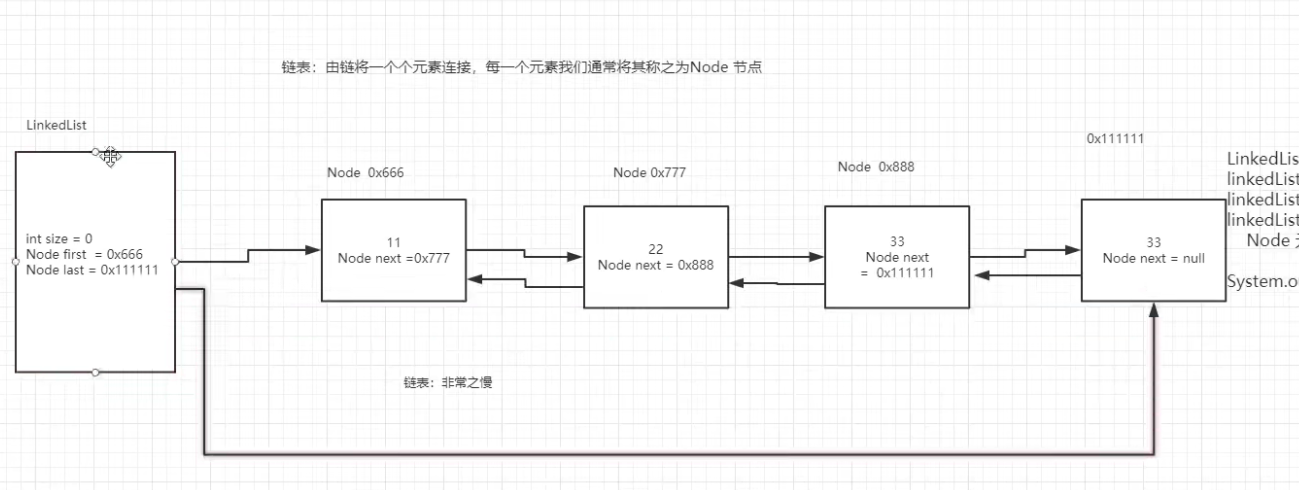 链表：由链将一个个元素连接，每一个元素我们通常将其称之为Node 节点
LinkedList
int size = 0
Node first = 0x666
Node last = 0x111111
Node 0x666
11
Node next =0x777
Node 0x777
22
Node next = 0x888
Node 0x888
33
Node next
= 0x111111
0x111111
33
Node next = null
LinkedLis
linkedList
linkedList
linkedList
Node
System.o
链表：非常之慢